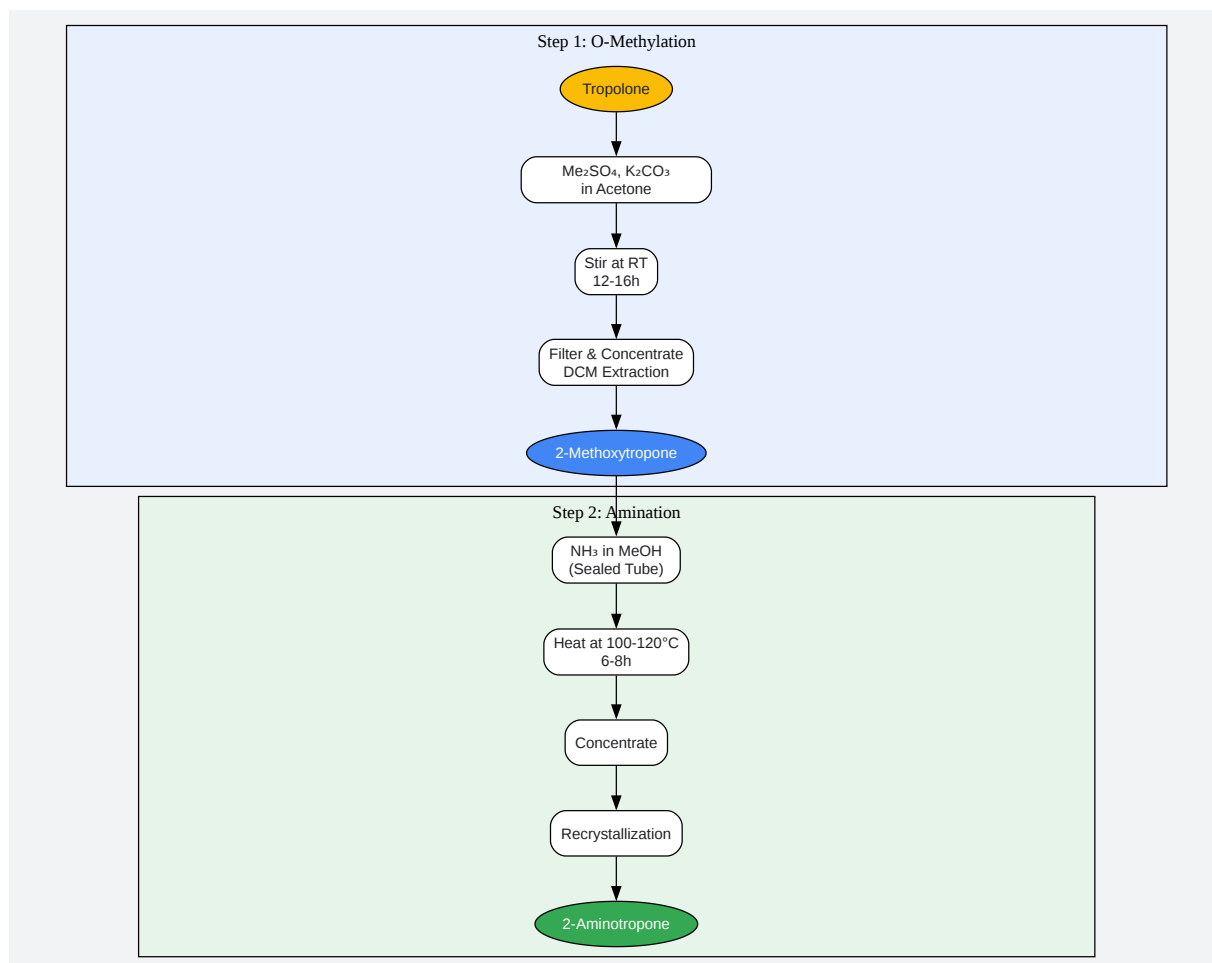 Step 1: O-Methylation
Tropolone
Me₂SO₄, K₂CO₃
in Acetone
Stir at RT
12-16h
Filter & Concentrate
DCM Extraction
2-Methoxytropone
Step 2: Amination
NH₃ in MeOH
(Sealed Tube)
Heat at 100-120°C
6-8h
Concentrate
Recrystallization
2-Aminotropone